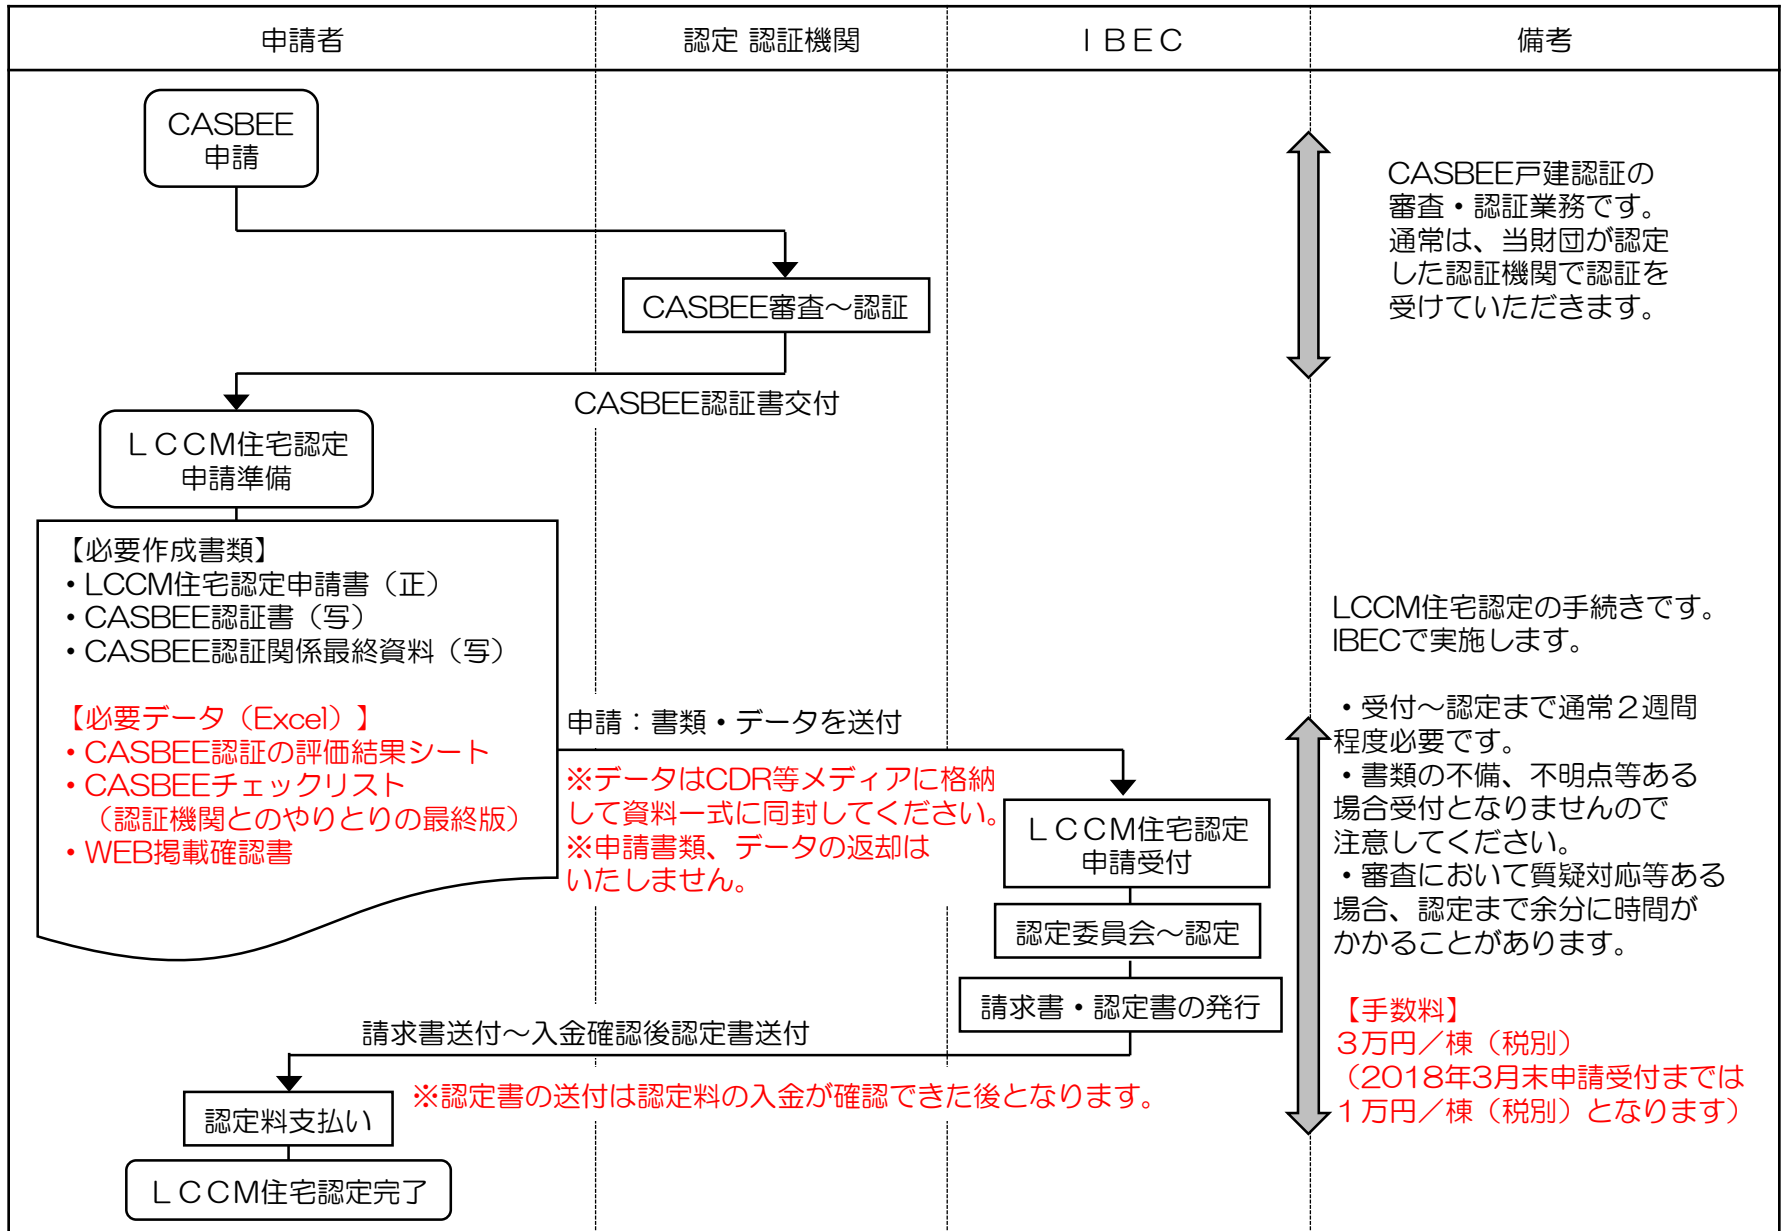 申請者
認定 認証機関
ＩＢＥＣ
備考
CASBEE
申請
CASBEE戸建認証の
審査・認証業務です。
通常は、当財団が認定
した認証機関で認証を
受けていただきます。
CASBEE審査～認証
CASBEE認証書交付
ＬＣＣＭ住宅認定
申請準備
【必要作成書類】
・LCCM住宅認定申請書（正）
・CASBEE認証書（写）
・CASBEE認証関係最終資料（写）
【必要データ（Excel）】
・CASBEE認証の評価結果シート
・CASBEEチェックリスト
（認証機関とのやりとりの最終版）
・WEB掲載確認書
申請：書類・データを送付
※データはCDR等メディアに格納
して資料一式に同封してください。
※申請書類、データの返却は
いたしません。
ＬＣＣＭ住宅認定
申請受付
認定委員会～認定
請求書・認定書の発行
LCCM住宅認定の手続きです。
IBECで実施します。
・受付～認定まで通常２週間
程度必要です。
・書類の不備、不明点等ある
場合受付となりませんので
注意してください。
・審査において質疑対応等ある
場合、認定まで余分に時間が
かかることがあります。
【手数料】
３万円／棟（税別）
（2018年3月末申請受付までは
１万円／棟（税別）となります）
請求書送付～入金確認後認定書送付
※認定書の送付は認定料の入金が確認できた後となります。
認定料支払い
ＬＣＣＭ住宅認定完了